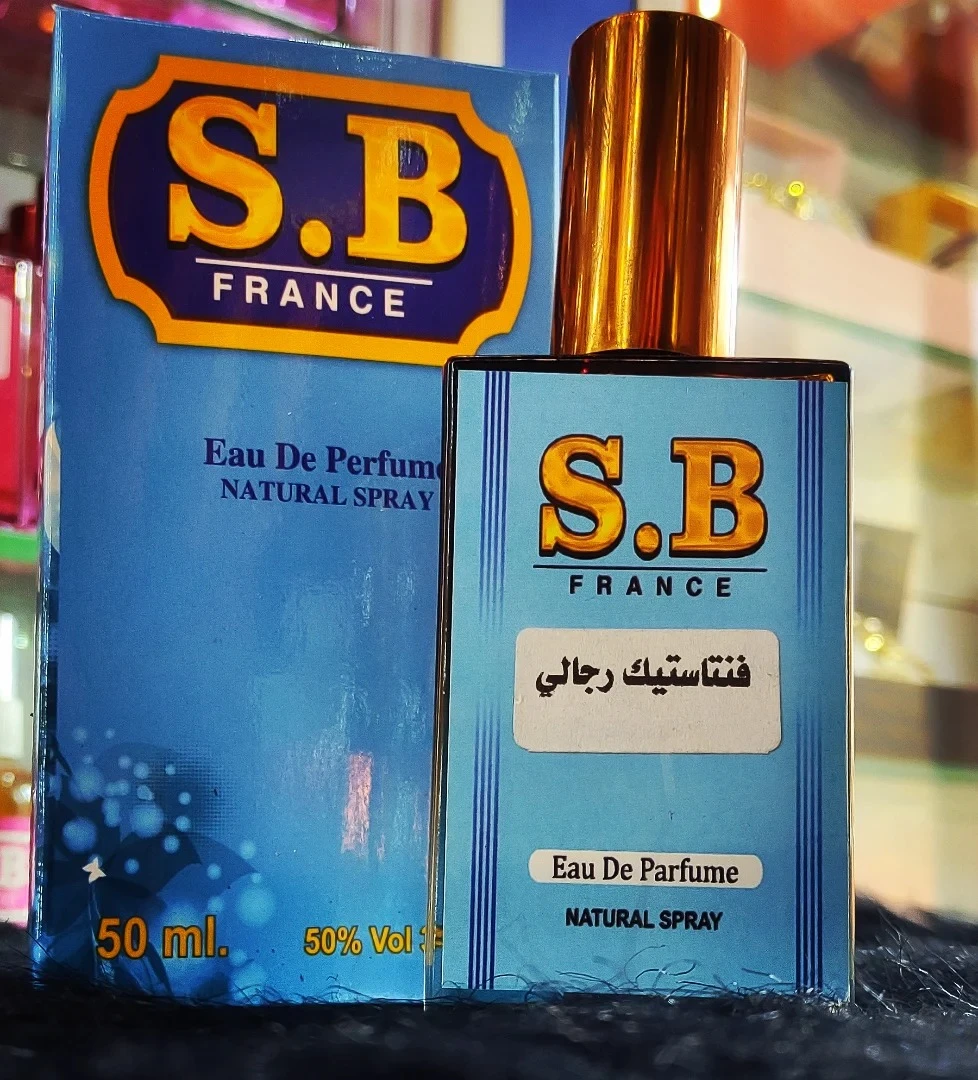 S.B
FRANCE
Eau De Perfume
NATURAL SPRAY
50 ml.
50% Vol
S.B
FRANCE
فنتاستيك رجالي
Eau De Parfume
NATURAL SPRAY